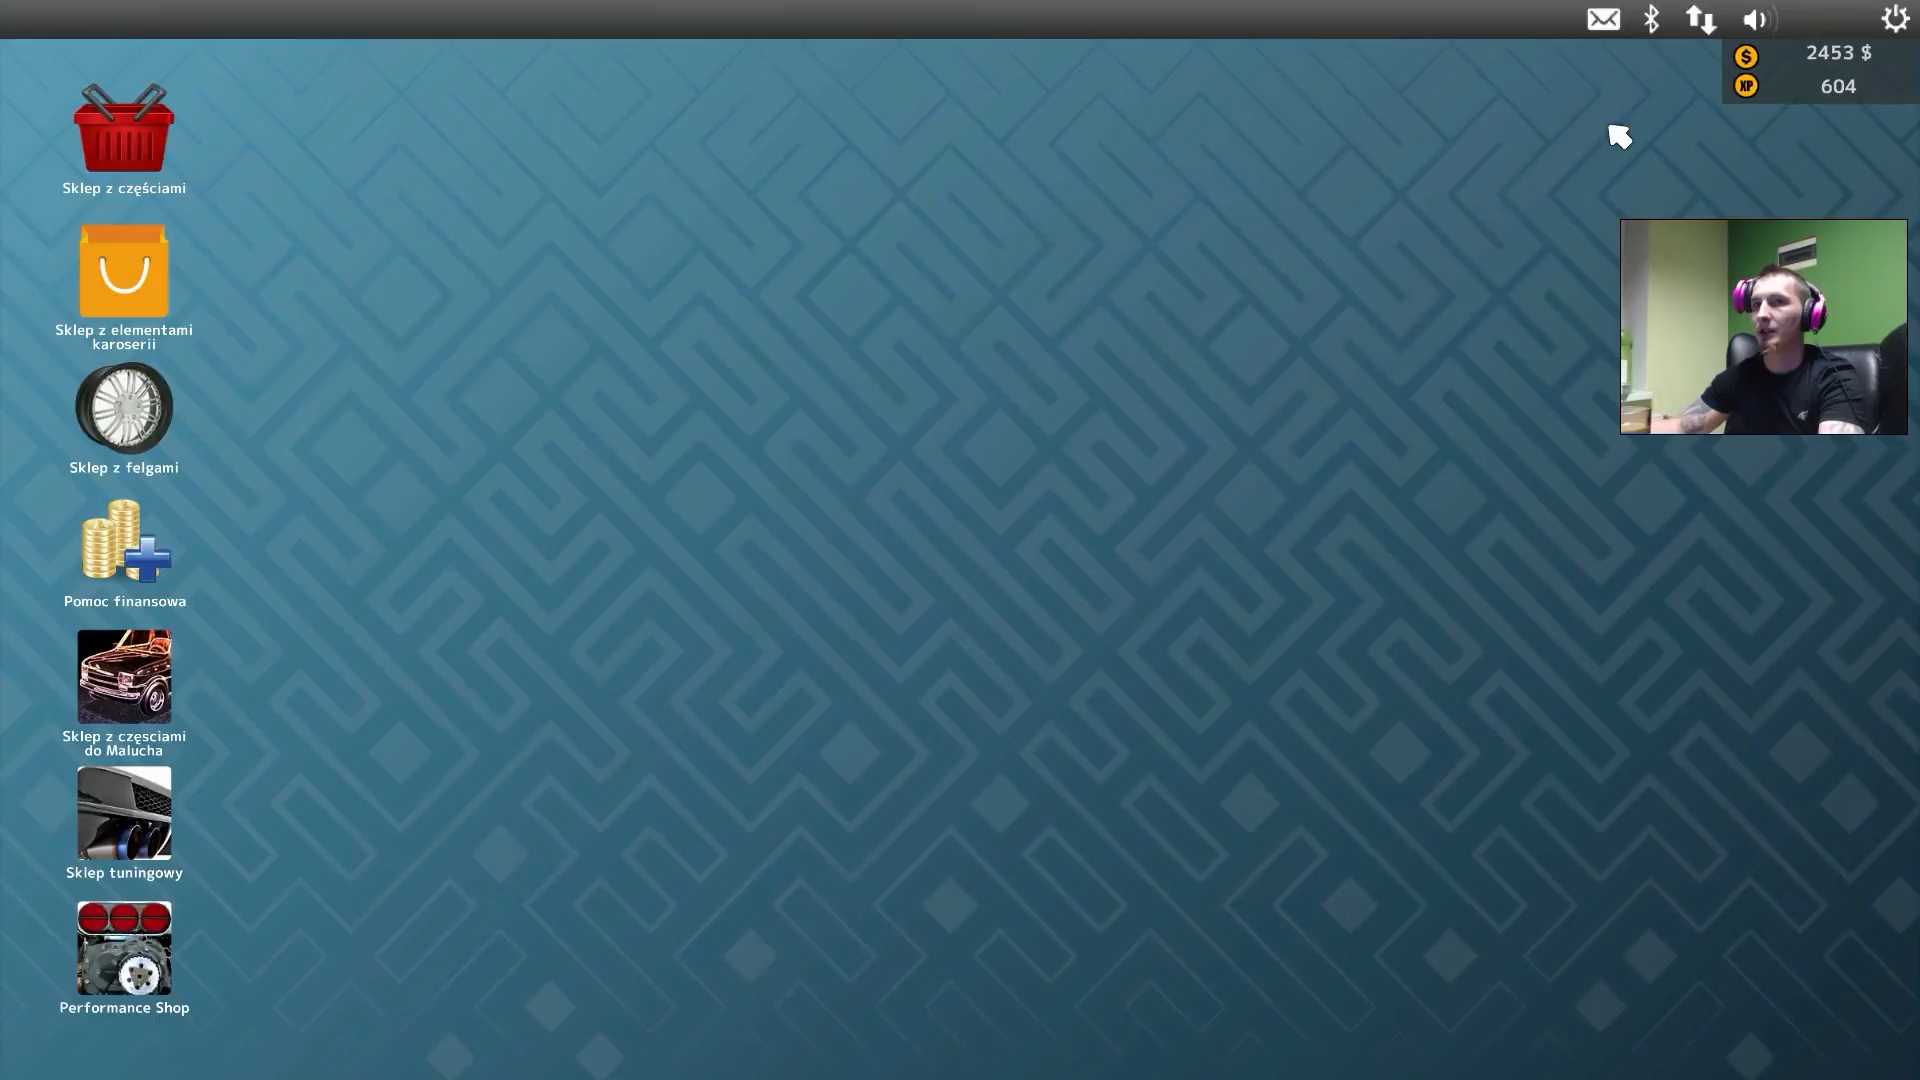 2453 $
XP
604
Sklep z częściami
Sklep z elementami
karoserii
Sklep z felgami
Pomoc finansowa
Sklep z częsciami
do Malucha
Sklep tuningowy
Performance Shop